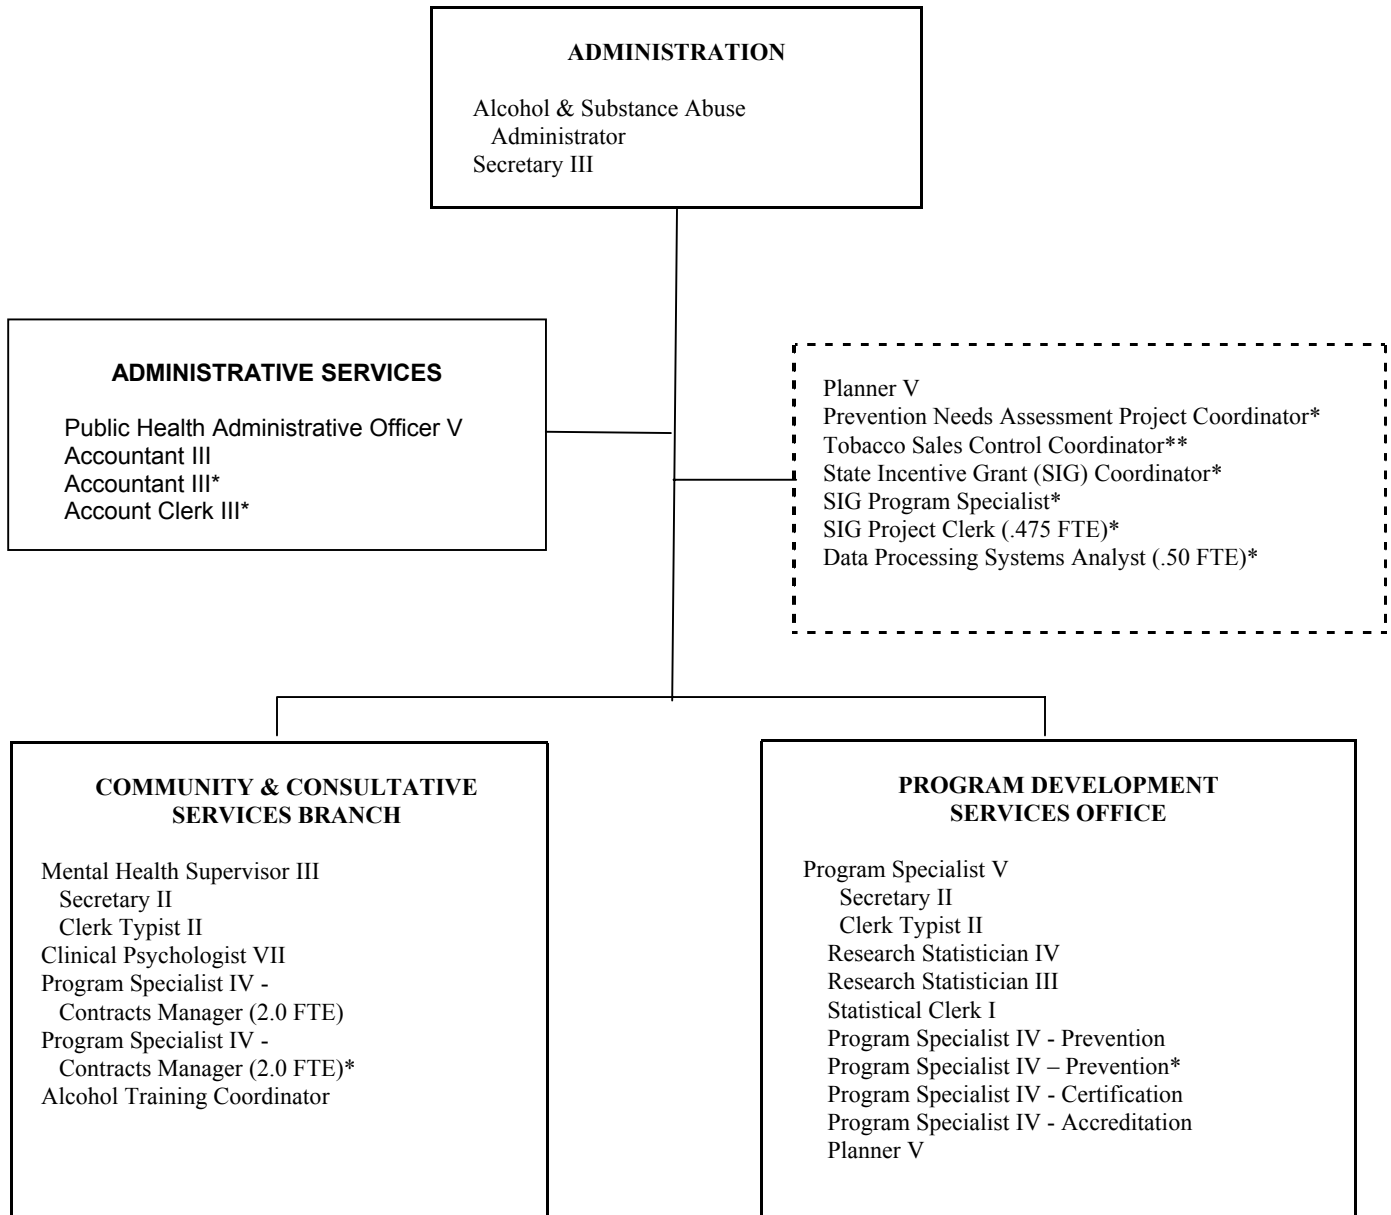 ADMINISTRATION
Alcohol & Substance Abuse
Administrator
Secretary III
ADMINISTRATIVE SERVICES
Public Health Administrative Officer V
Accountant III
Accountant III*
Account Clerk III*
Planner V
Prevention Needs Assessment Project Coordinator*
Tobacco Sales Control Coordinator**
State Incentive Grant (SIG) Coordinator*
SIG Program Specialist*
SIG Project Clerk (.475 FTE)*
Data Processing Systems Analyst (.50 FTE)*
COMMUNITY & CONSULTATIVE
SERVICES BRANCH
Mental Health Supervisor III
Secretary II
Clerk Typist II
Clinical Psychologist VII
Program Specialist IV -
Contracts Manager (2.0 FTE)
Program Specialist IV -
Contracts Manager (2.0 FTE)*
Alcohol Training Coordinator
PROGRAM DEVELOPMENT
SERVICES OFFICE
Program Specialist V
Secretary II
Clerk Typist II
Research Statistician IV
Research Statistician III
Statistical Clerk I
Program Specialist IV - Prevention
Program Specialist IV – Prevention*
Program Specialist IV - Certification
Program Specialist IV - Accreditation
Planner V